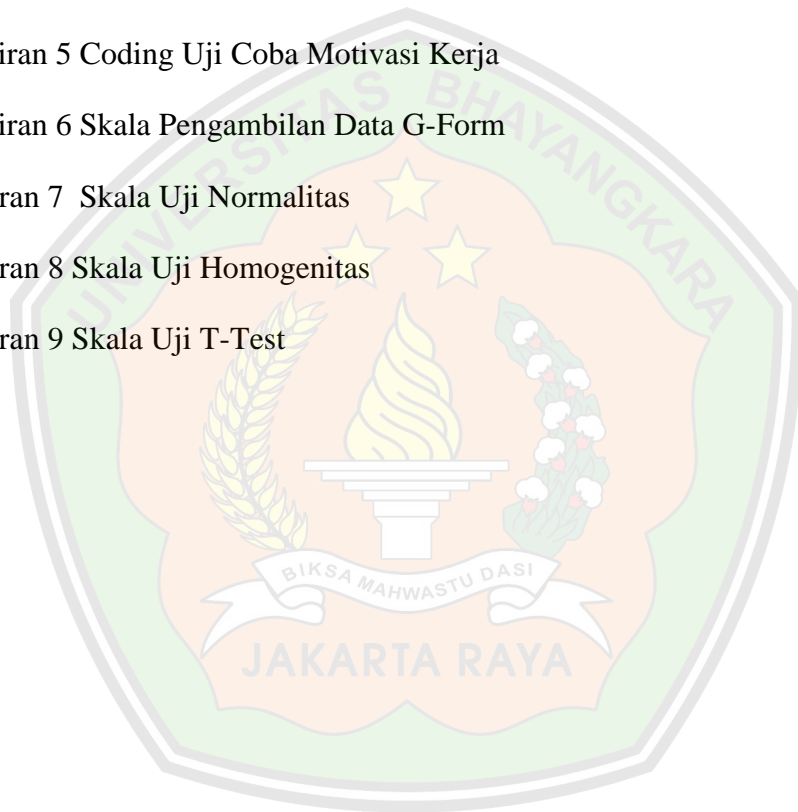 iran 5 Coding Uji Coba Motivasi Kerja
iran 6 Skala Pengambilan Data G-Form
ran 7  Skala Uji Normalitas
ran 8 Skala Uji Homogenitas
ran 9 Skala Uji T-Test
UNIVERSITAS BHAYANGKARA
BIKSA MAHWASTU DASI
JAKARTA RAYA